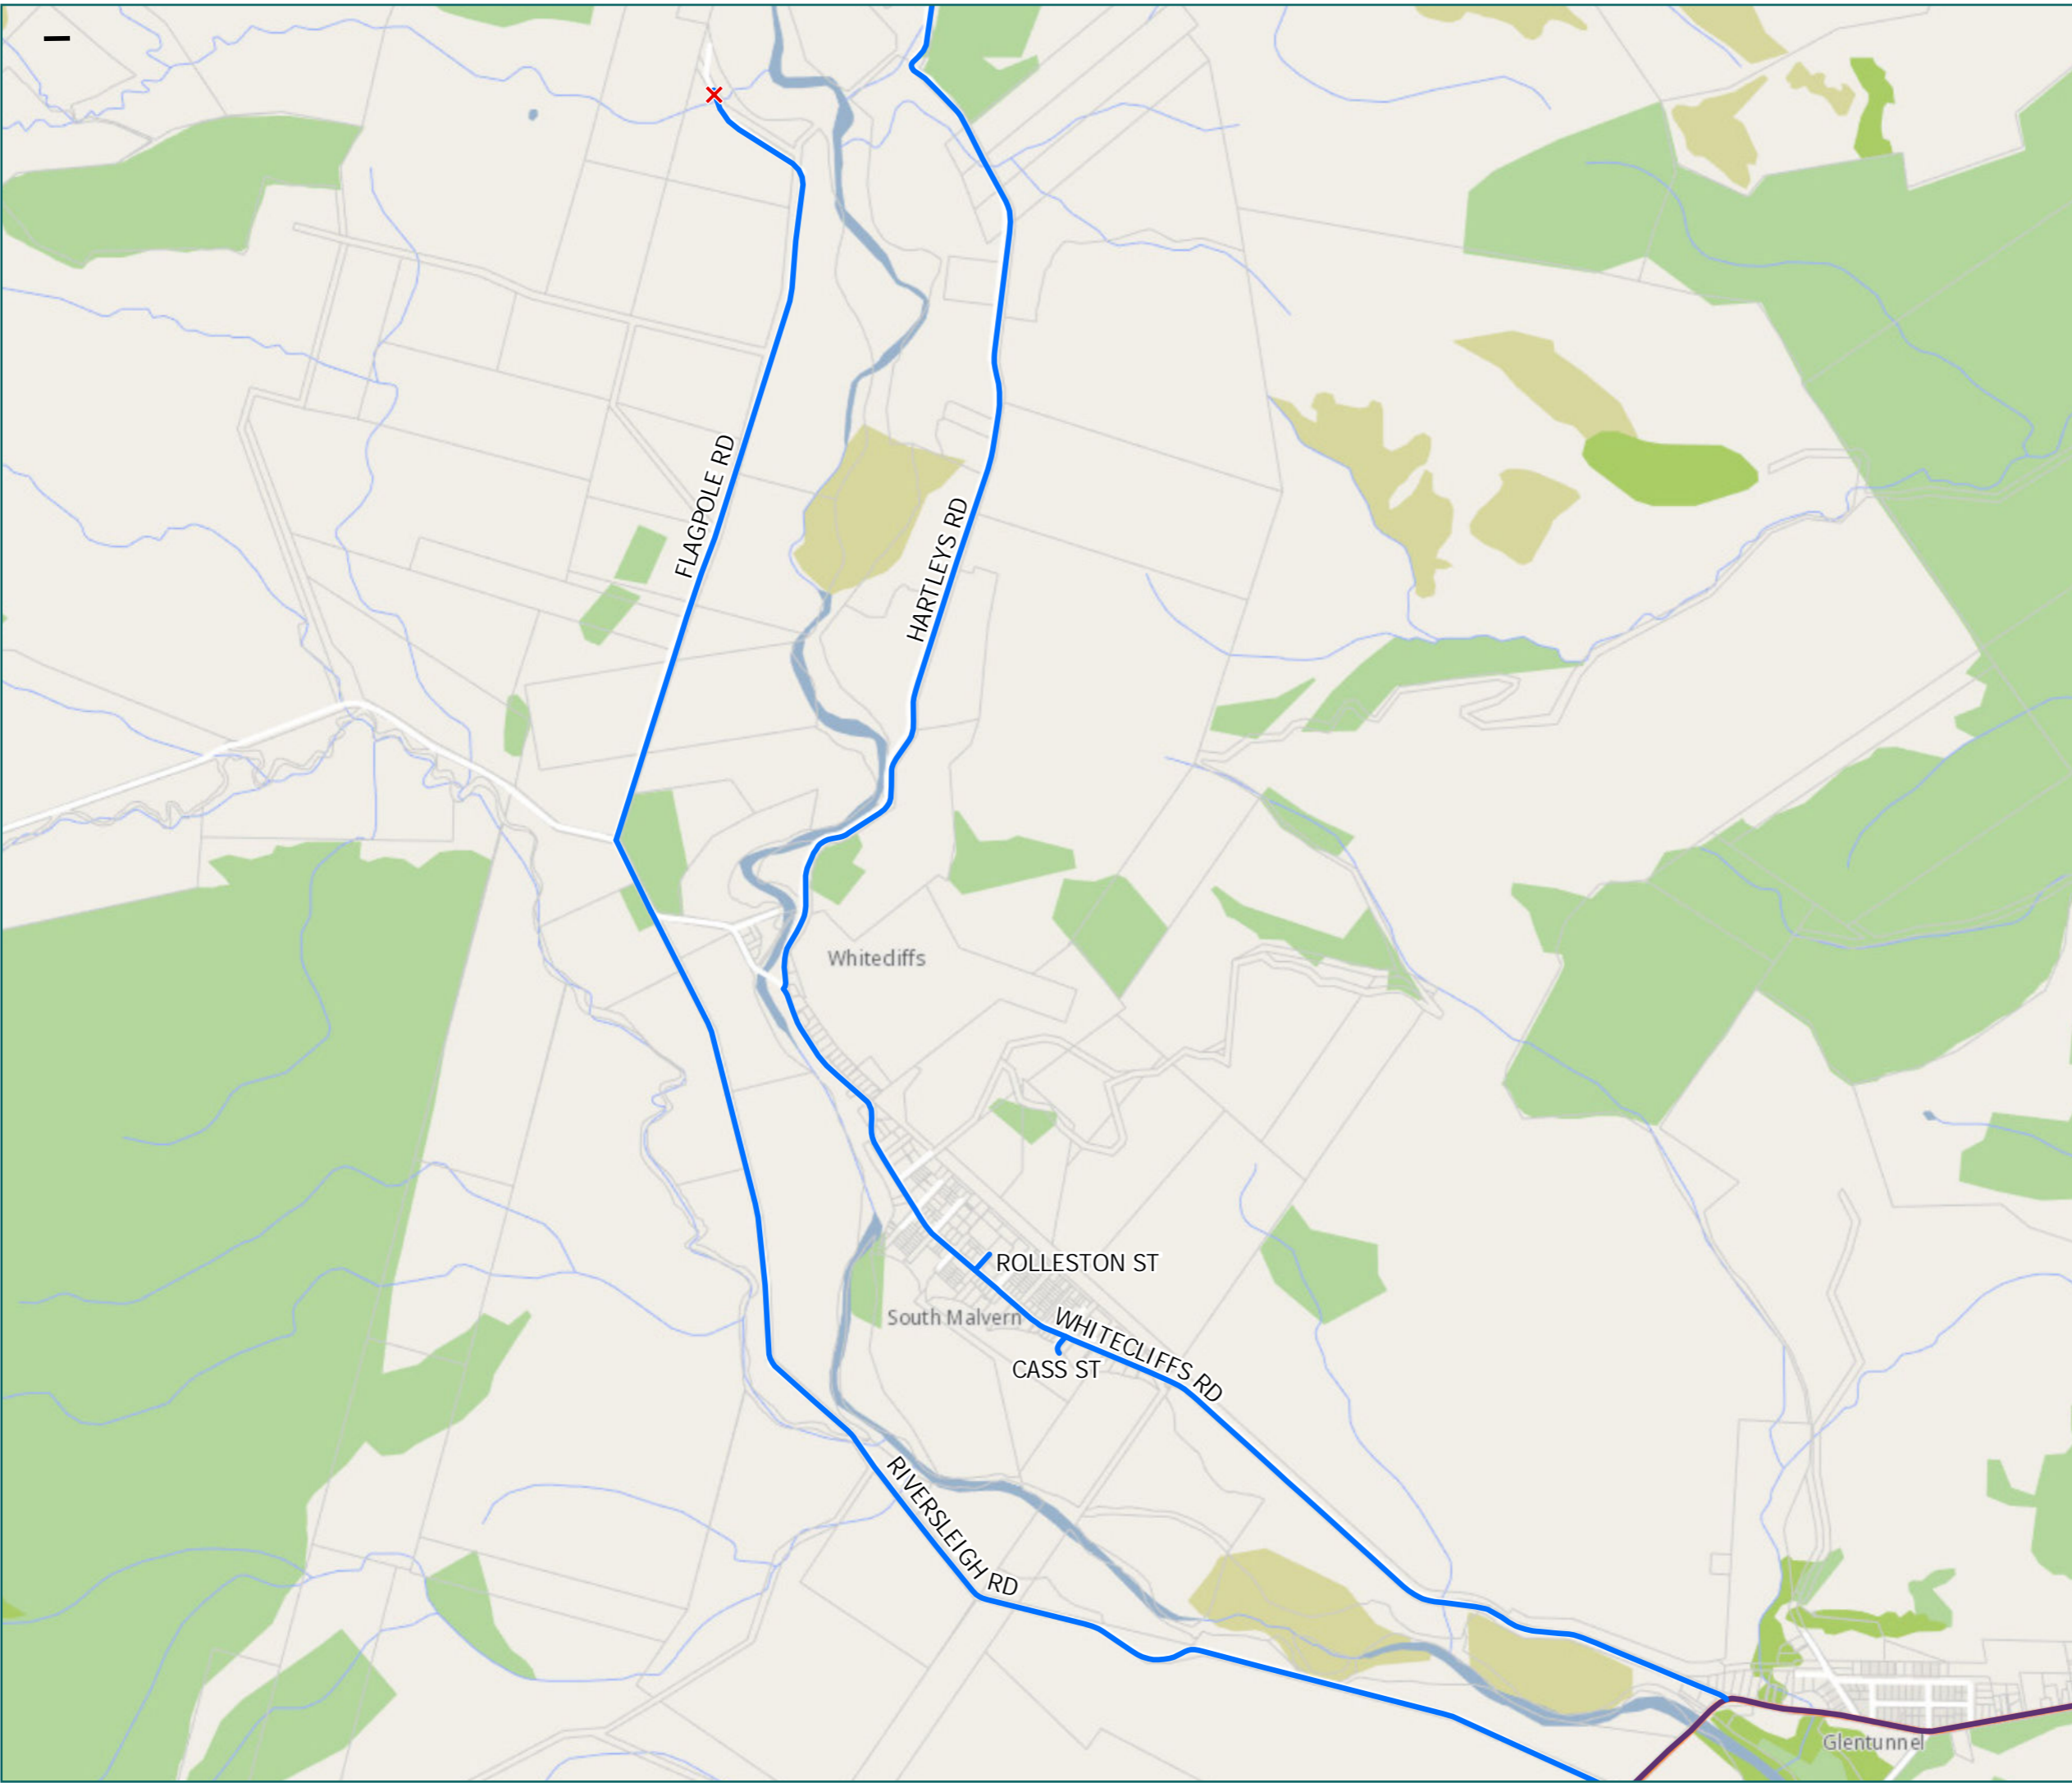 FLAGPOLE RD
HARTLEYS RD
Whitecliffs
ROLLESTON ST
South Malvern
WHITECLIFFS RD
CASS ST
RIVERSLEIGH RD
Glentunnel